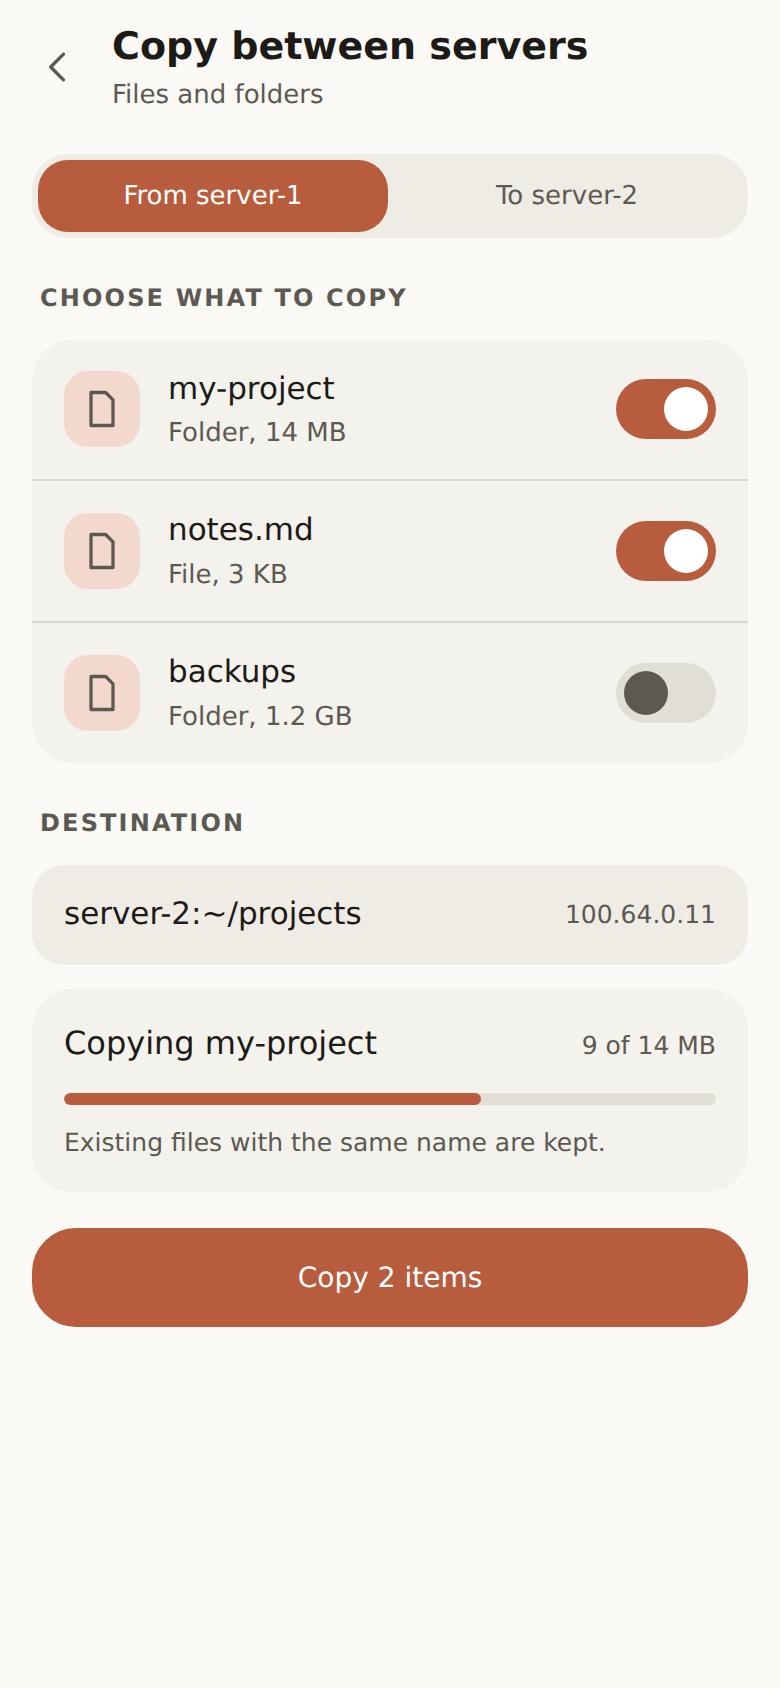 Copy between servers
Files and folders
From server-1
To server-2
CHOOSE WHAT TO COPY
my-project
Folder, 14 MB
notes.md
File, 3 KB
backups
Folder, 1.2 GB
DESTINATION
server-2:~/projects
100.64.0.11
Copying my-project
9 of 14 MB
Existing files with the same name are kept.
Copy 2 items